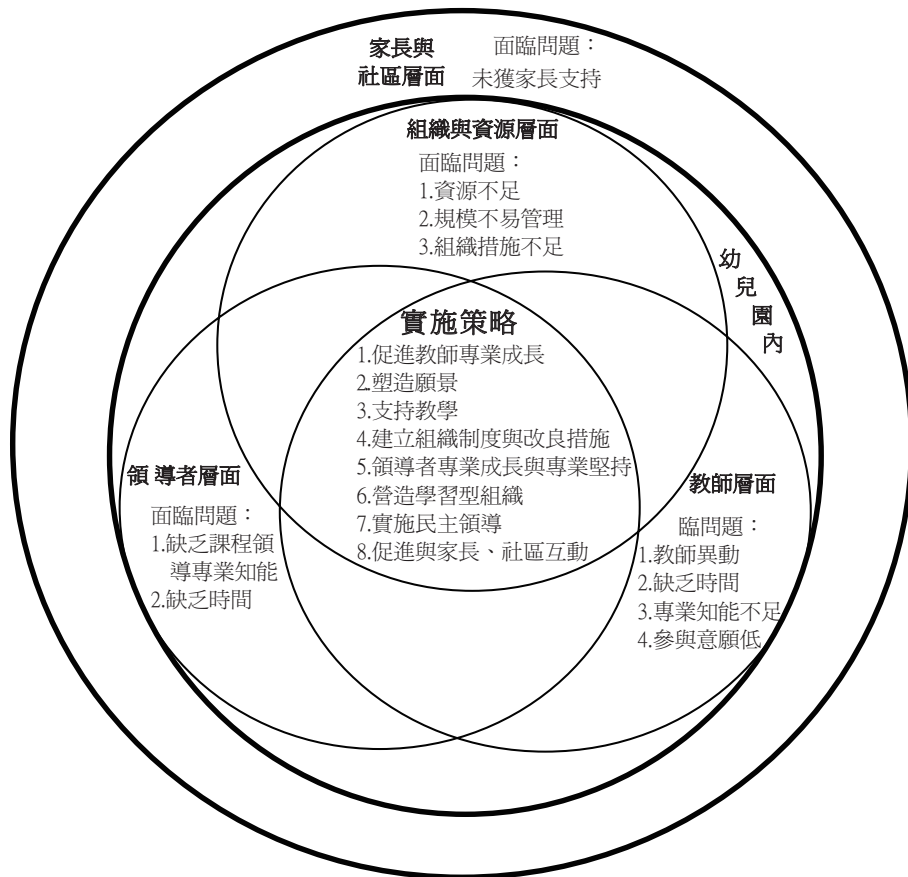 家長與
社區層面
面臨問題：
未獲家長支持
組織與資源層面
面臨問題：
1.資源不足
2.規模不易管理
3.組織措施不足
幼
兒
園
內
實施策略
1.促進教師專業成長
2.塑造願景
3.支持教學
4.建立組織制度與改良措施
5.領導者專業成長與專業堅持
6.營造學習型組織
7.實施民主領導
8.促進與家長、社區互動
領 導者層面
面臨問題：
1.缺乏課程領
導專業知能
2.缺乏時間
教師層面
臨問題：
1.教師異動
2.缺乏時間
3.專業知能不足
4.參與意願低